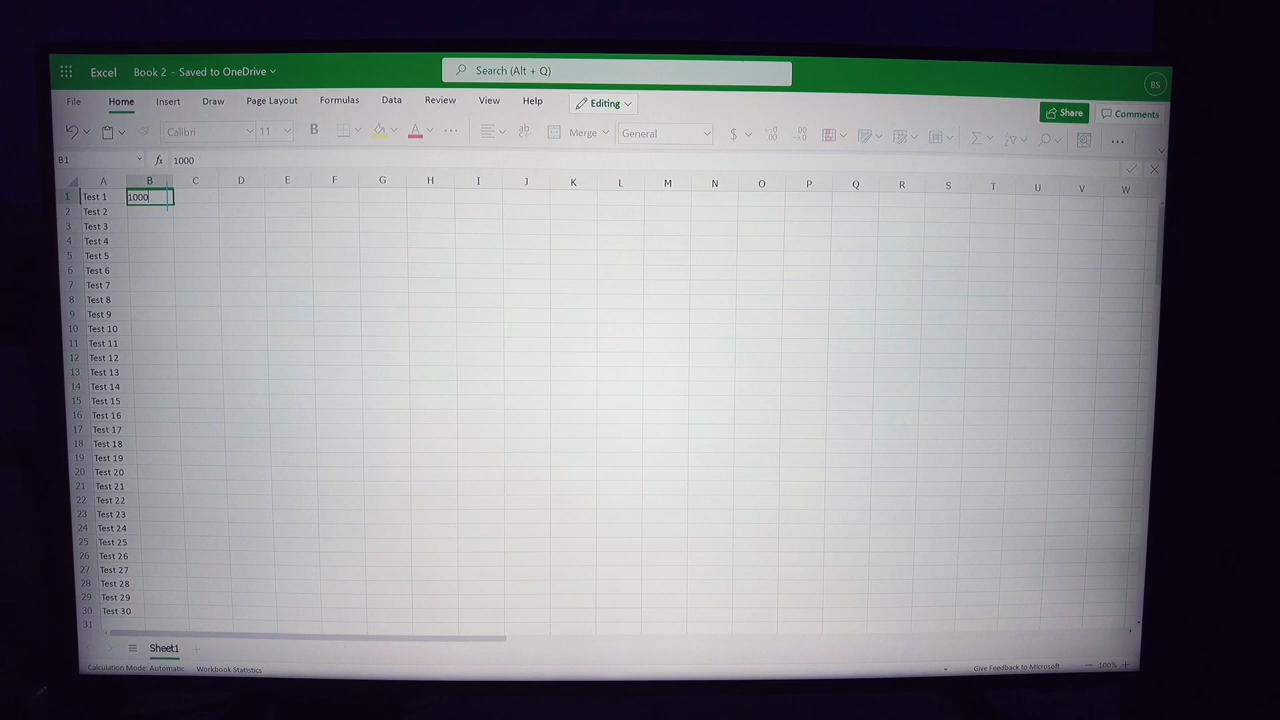 Excel Book 2 - Saved to OneDrive Search (Alt + Q) BS
File Home Insert Draw Page Layout Formulas Data Review View Help Editing Share Comments
Calibri 11 B A ab Merge General $
B1 fx 1000
A B C D E F G H I J K L M N O P Q R S T U V W
1 Test 1 1000
2 Test 2
3 Test 3
4 Test 4
5 Test 5
6 Test 6
7 Test 7
8 Test 8
9 Test 9
10 Test 10
11 Test 11
12 Test 12
13 Test 13
14 Test 14
15 Test 15
16 Test 16
17 Test 17
18 Test 18
19 Test 19
20 Test 20
21 Test 21
22 Test 22
23 Test 23
24 Test 24
25 Test 25
26 Test 26
27 Test 27
28 Test 28
29 Test 29
30 Test 30
31
Sheet1
Calculation Mode: Automatic Workbook Statistics Give Feedback to Microsoft 100%